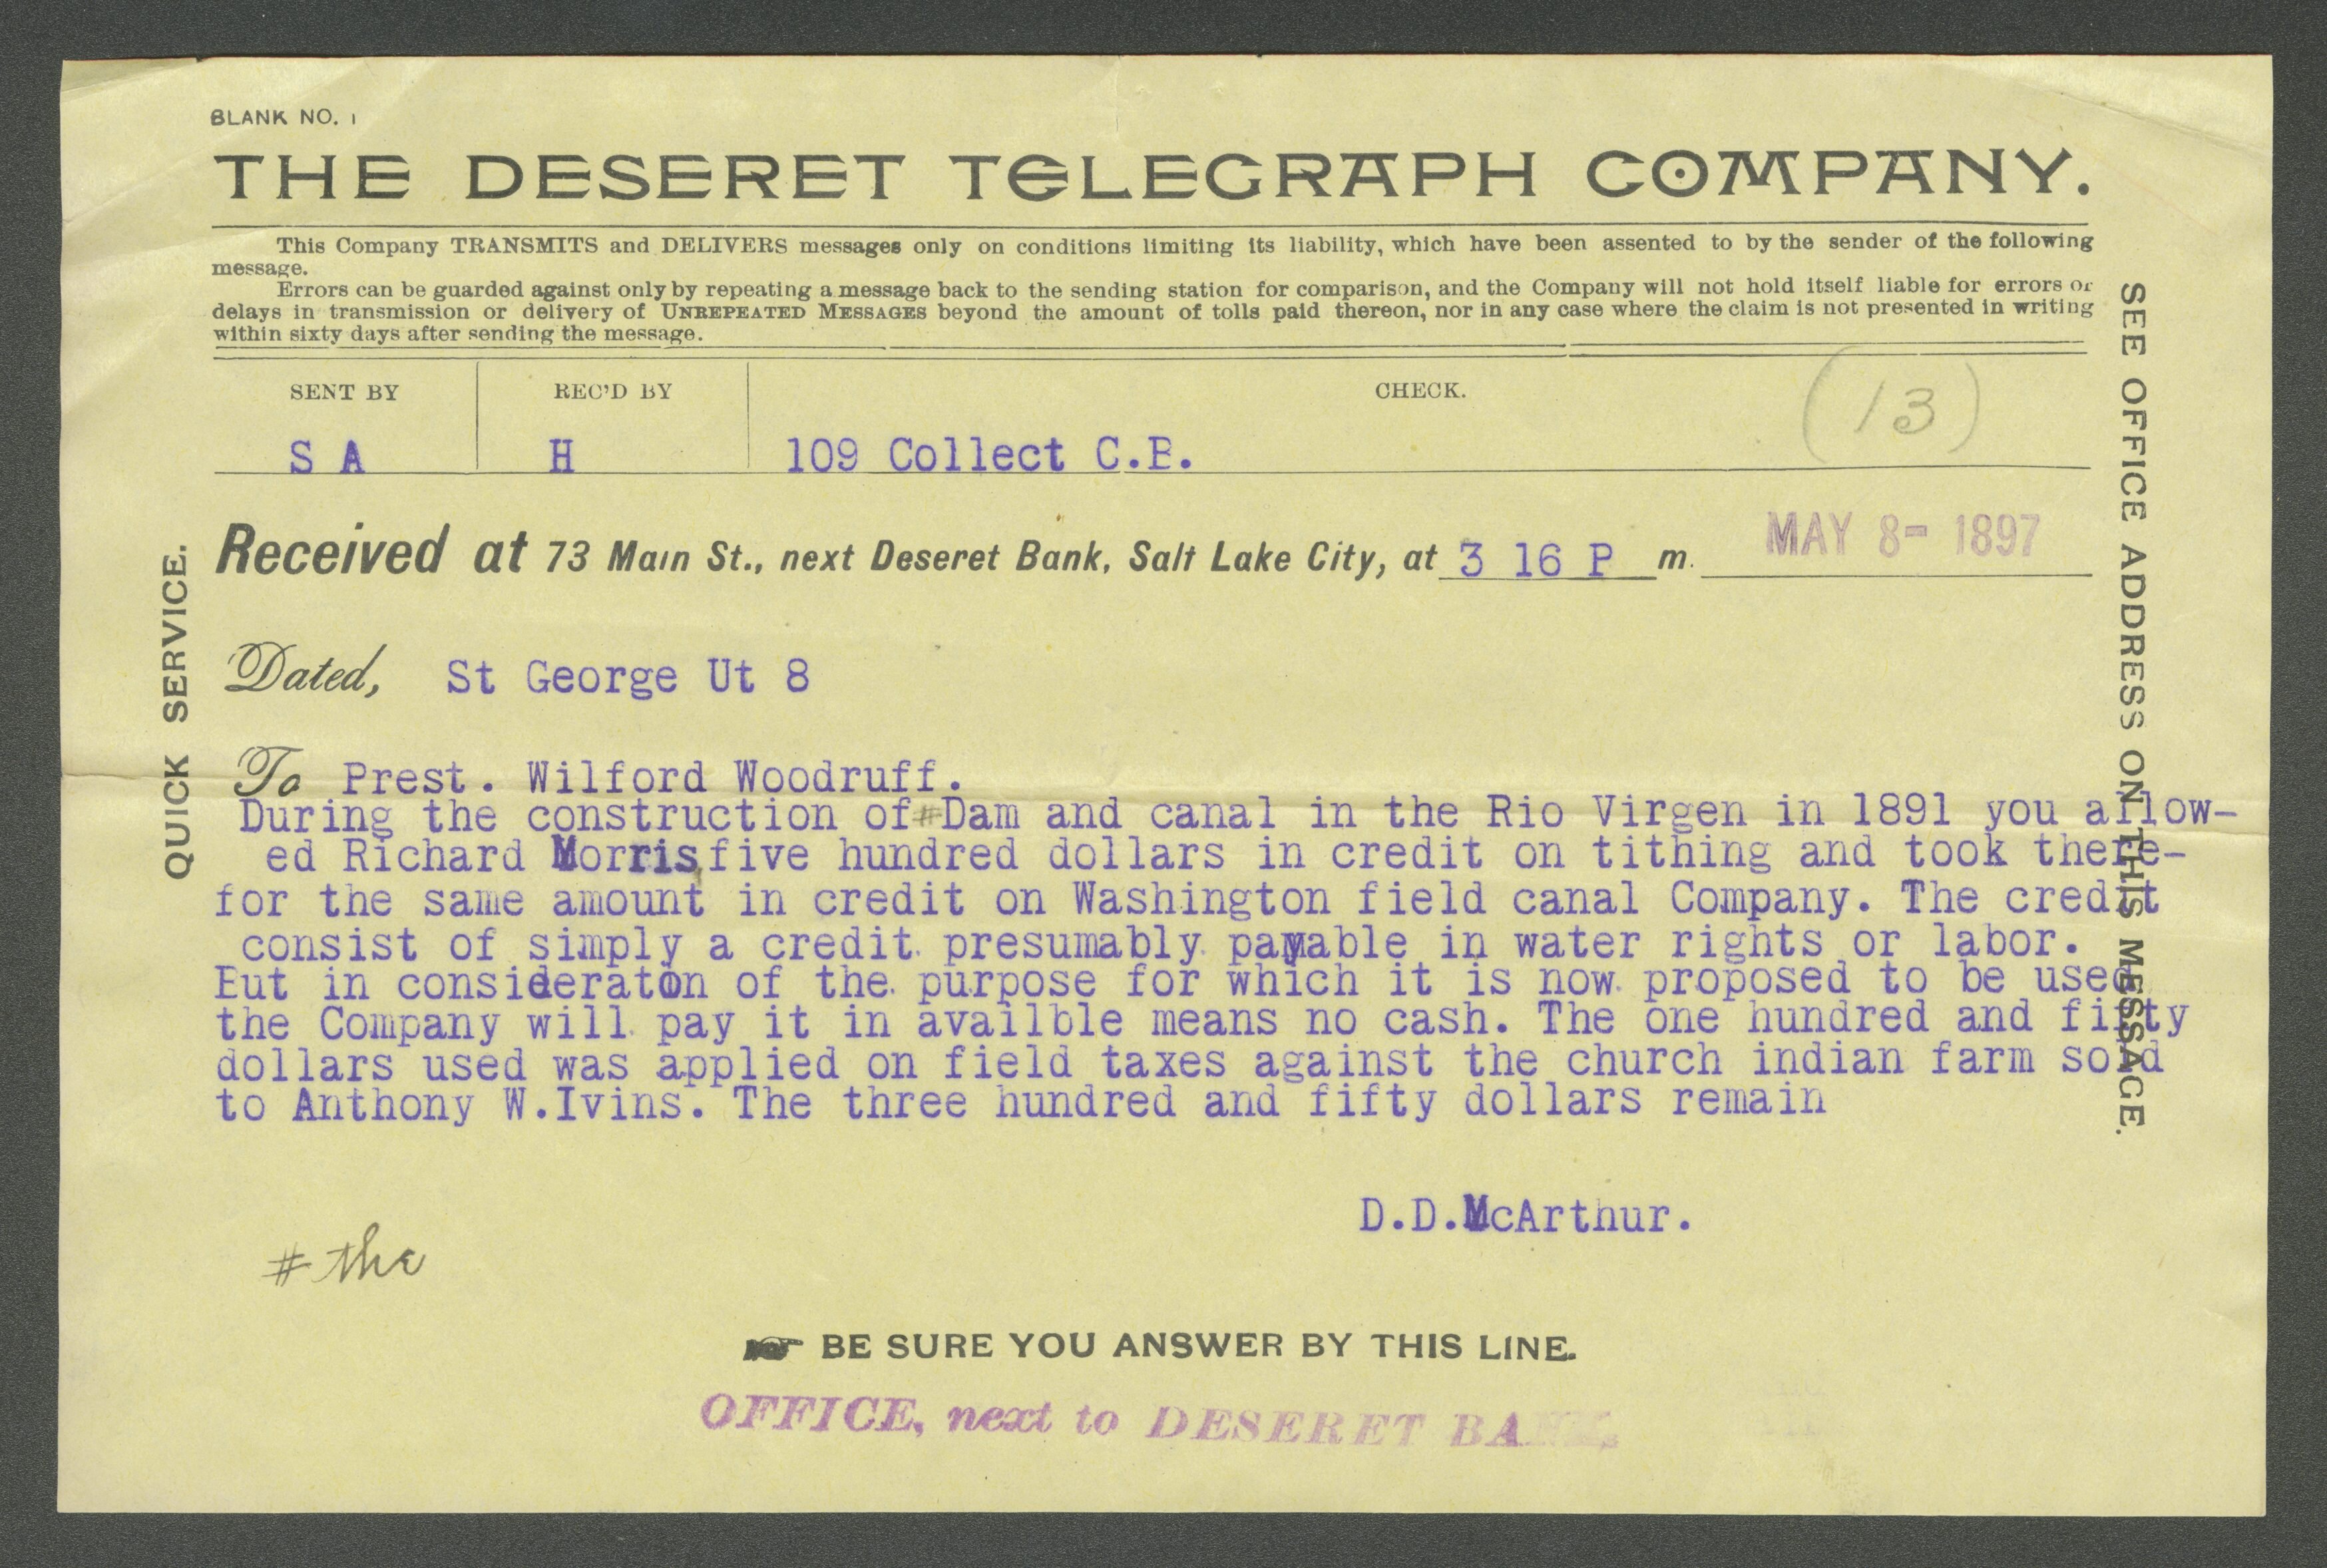 BLANK NO. 1
THE DESERET TELEGRAPH COMPANY.
This Company TRANSMITS and DELIVERS messages only on conditions limiting its liability, which have been assented to by the sender of the following
message.
Errors can be guarded against only by repeating a message back to the sending station for comparison, and the Company will not hold itself liable for errors or
delays in transmission or delivery of UNREPEATED MESSAGES beyond the amount of tolls paid thereon, nor in any case where the claim is not presented in writing
within sixty days after sending the message.
SENT BY REC'D BY CHECK. (13)
S A H 109 Collect C.B.
Received at 73 Main St., next Deseret Bank, Salt Lake City, at 3 16 P m. MAY 8- 1897
Dated, St George Ut 8
To Prest. Wilford Woodruff.
During the construction of # Dam and canal in the Rio Virgen in 1891 you allow-
ed Richard Morris five hundred dollars in credit on tithing and took there-
for the same amount in credit on Washington field canal Company. The credit
consist of simply a credit presumably payable in water rights or labor.
But in consideraton of the purpose for which it is now proposed to be used
the Company will pay it in availble means no cash. The one hundred and fifty
dollars used was applied on field taxes against the church indian farm sold
to Anthony W.Ivins. The three hundred and fifty dollars remain
D.D.McArthur.
# the
BE SURE YOU ANSWER BY THIS LINE.
OFFICE, next to DESERET BANK.
QUICK SERVICE.
SEE OFFICE ADDRESS ON THIS MESSAGE.